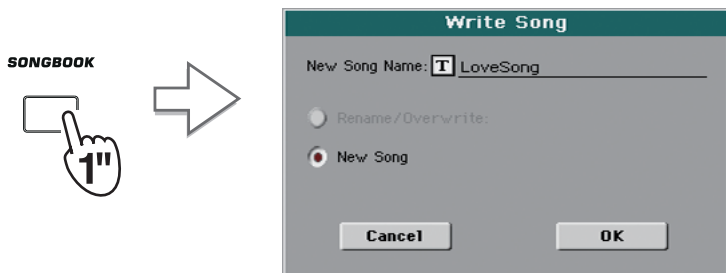 SONGBOOK
1"
Write Song
New Song Name: T LoveSong
Rename/Overwrite:
New Song
Cancel OK